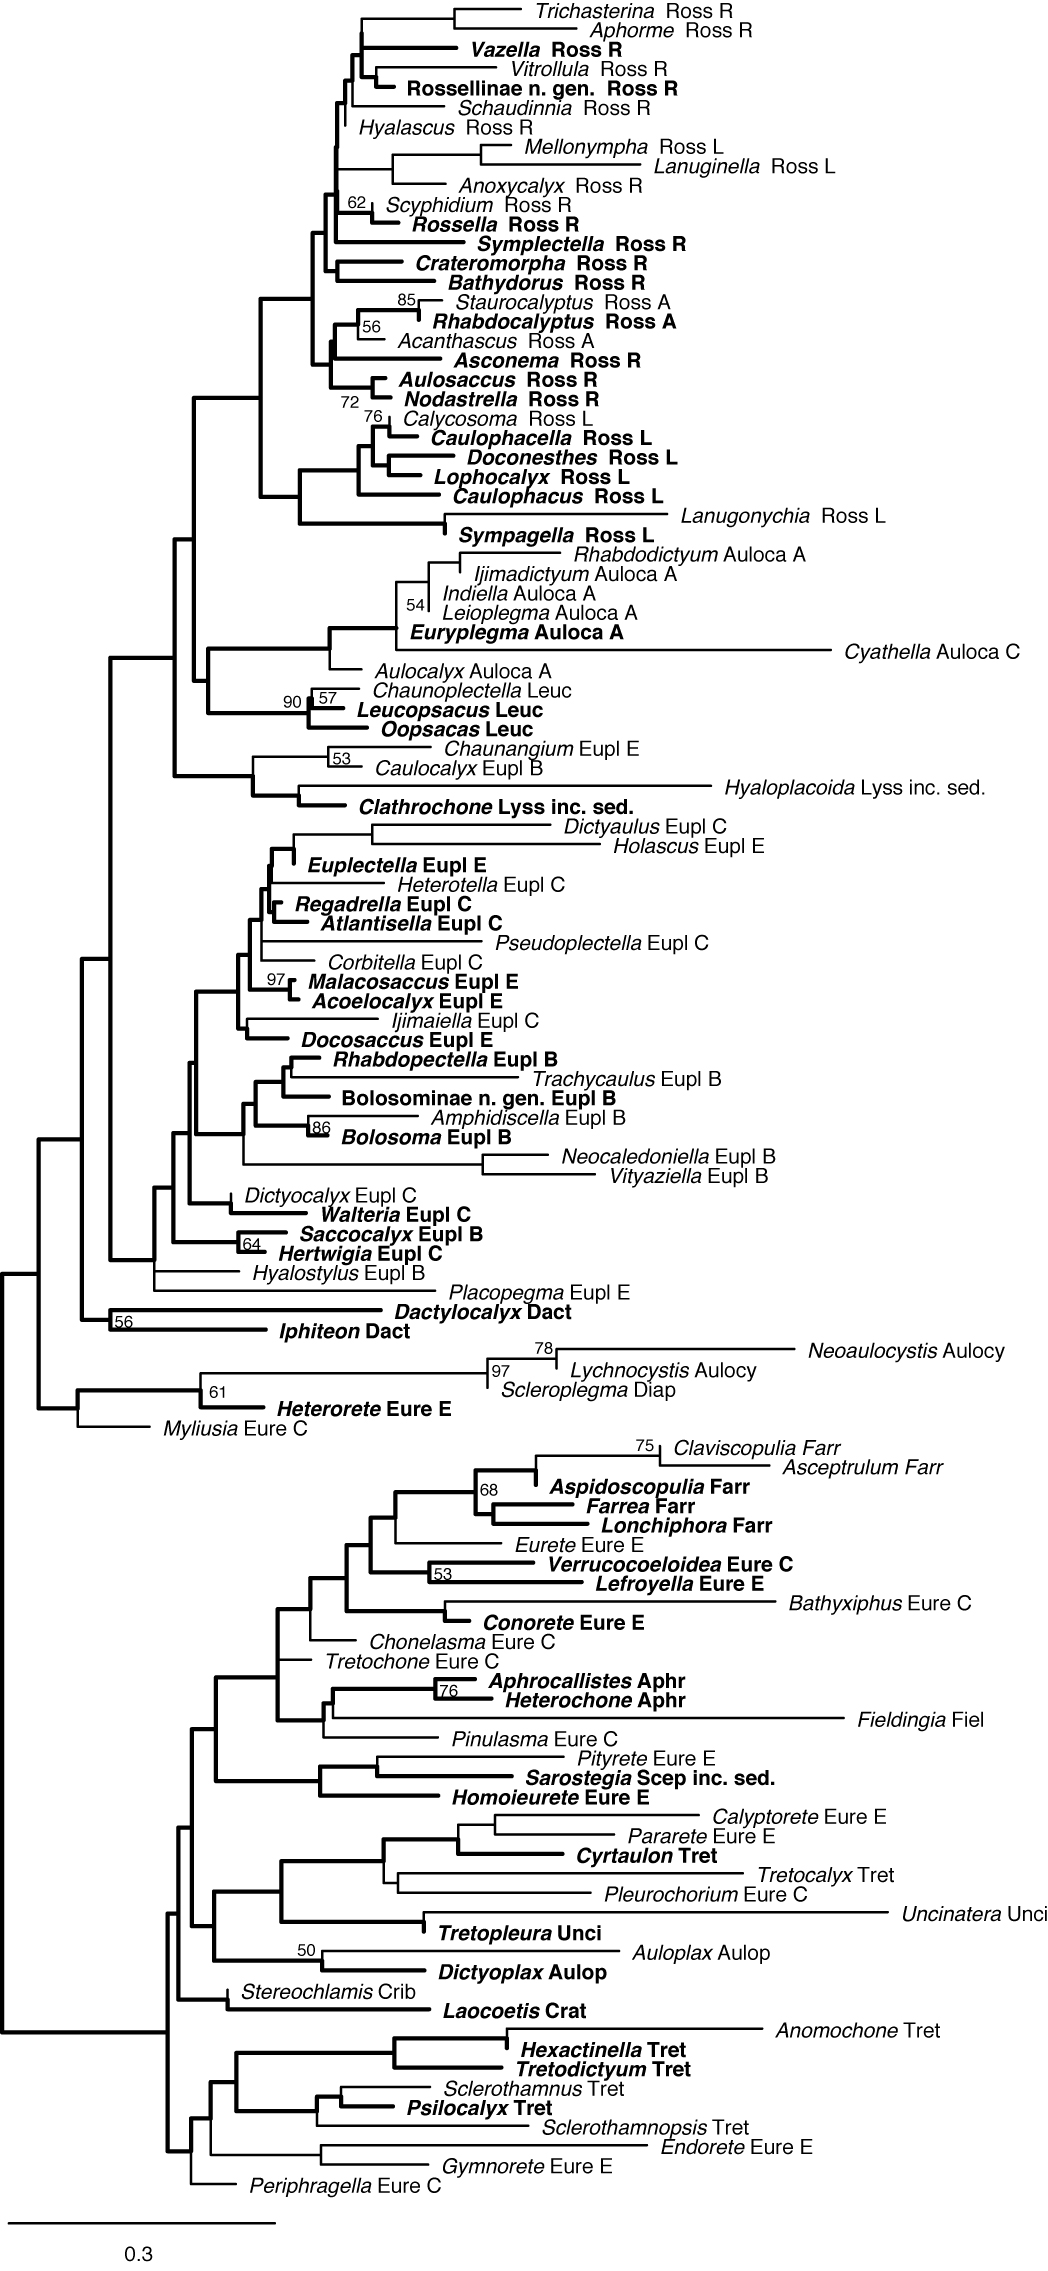 Trichasterina Ross R
Aphorme Ross R
Vazella Ross R
Vitrollula Ross R
Rossellinae n. gen. Ross R
Schaudinnia Ross R
Hyalascus Ross R
Mellonympha Ross L
Lanuginella Ross L
Anoxycalyx Ross R
62 Scyphidium Ross R
Rossella Ross R
Symplectella Ross R
Crateromorpha Ross R
Bathydorus Ross R
85 Staurocalyptus Ross A
Rhabdocalyptus Ross A
56
Acanthascus Ross A
Asconema Ross R
Aulosaccus Ross R
Nodastrella Ross R
72
76 Calycosoma Ross L
Caulophacella Ross L
Doconesthes Ross L
Lophocalyx Ross L
Caulophacus Ross L
Lanugonychia Ross L
Sympagella Ross L
Rhabdodictyum Auloca A
Ijimadictyum Auloca A
Indiella Auloca A
54 Leioplegma Auloca A
Euryplegma Auloca A
Cyathella Auloca C
Aulocalyx Auloca A
Chaunoplectella Leuc
90 57
Leucopsacus Leuc
Oopsacas Leuc
Chaunangium Eupl E
53 Caulocalyx Eupl B
Hyaloplacoida Lyss inc. sed.
Clathrochone Lyss inc. sed.
Dictyaulus Eupl C
Holascus Eupl E
Euplectella Eupl E
Heterotella Eupl C
Regadrella Eupl C
Atlantisella Eupl C
Pseudoplectella Eupl C
Corbitella Eupl C
97 Malacosaccus Eupl E
Acoelocalyx Eupl E
Ijimaiella Eupl C
Docosaccus Eupl E
Rhabdopectella Eupl B
Trachycaulus Eupl B
Bolosominae n. gen. Eupl B
Amphidiscella Eupl B
86
Bolosoma Eupl B
Neocaledoniella Eupl B
Vityaziella Eupl B
Dictyocalyx Eupl C
Walteria Eupl C
Saccocalyx Eupl B
64
Hertwigia Eupl C
Hyalostylus Eupl B
Placopegma Eupl E
Dactylocalyx Dact
56
Iphiteon Dact
78 Neoaulocystis Aulocy
97 Lychnocystis Aulocy
Scleroplegma Diap
61
Heterorete Eure E
Myliusia Eure C
75 Claviscopulia Farr
Asceptrulum Farr
68 Aspidoscopulia Farr
Farrea Farr
Lonchiphora Farr
Eurete Eure E
Verrucocoeloidea Eure C
53
Lefroyella Eure E
Bathyxiphus Eure C
Conorete Eure E
Chonelasma Eure C
Tretochone Eure C
Aphrocallistes Aphr
76
Heterochone Aphr
Fieldingia Fiel
Pinulasma Eure C
Pityrete Eure E
Sarostegia Scep inc. sed.
Homoieurete Eure E
Calyptorete Eure E
Pararete Eure E
Cyrtaulon Tret
Tretocalyx Tret
Pleurochorium Eure C
Uncinatera Unci
Tretopleura Unci
50 Auloplax Aulop
Dictyoplax Aulop
Stereochlamis Crib
Laocoetis Crat
Anomochone Tret
Hexactinella Tret
Tretodictyum Tret
Sclerothamnus Tret
Psilocalyx Tret
Sclerothamnopsis Tret
Endorete Eure E
Gymnorete Eure E
Periphragella Eure C
0.3